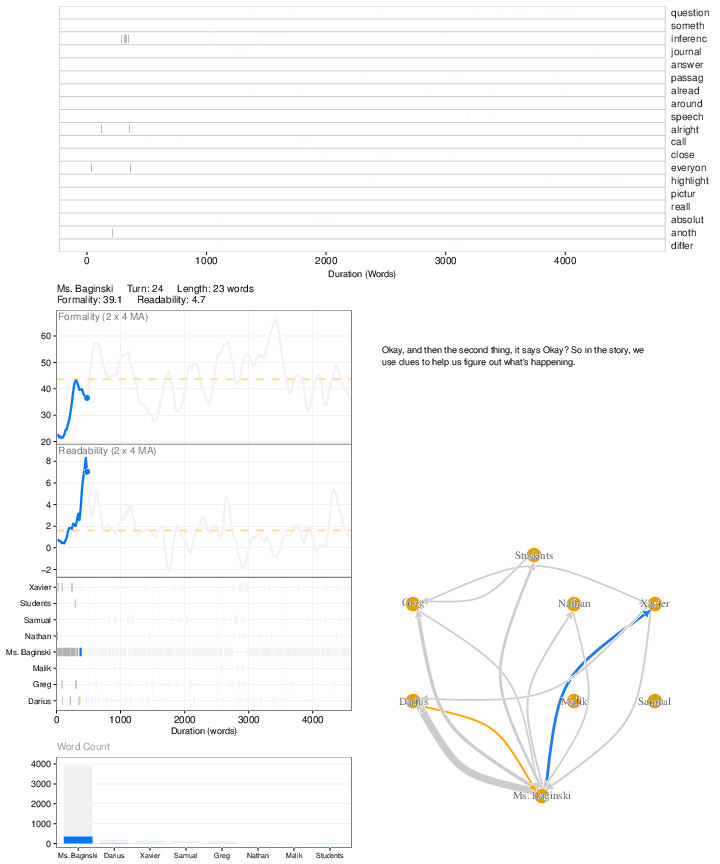 question
someth
inferenc
journal
answer
passag
alread
around
speech
alright
call
close
everyon
highlight
pictur
reall
absolut
anoth
differ
0 1000 2000 3000 4000
Duration (Words)
Ms. Baginski Turn: 24 Length: 23 words
Formality: 39.1 Readability: 4.7
Formality (2 x 4 MA)
60
50
40
30
20
Okay, and then the second thing, it says Okay? So in the story, we
use clues to help us figure out what's happening.
Readability (2 x 4 MA)
8
6
4
2
0
−2
Xavier
Students
Samual
Nathan
Ms. Baginski
Malik
Greg
Darius
0 1000 2000 3000 4000
Duration (words)
Students
Greg Nathan Xavier
Darius Malik Samual
Ms. Baginski
Word Count
4000
3000
2000
1000
0
Ms. Baginski Darius Xavier Samual Greg Nathan Malik Students